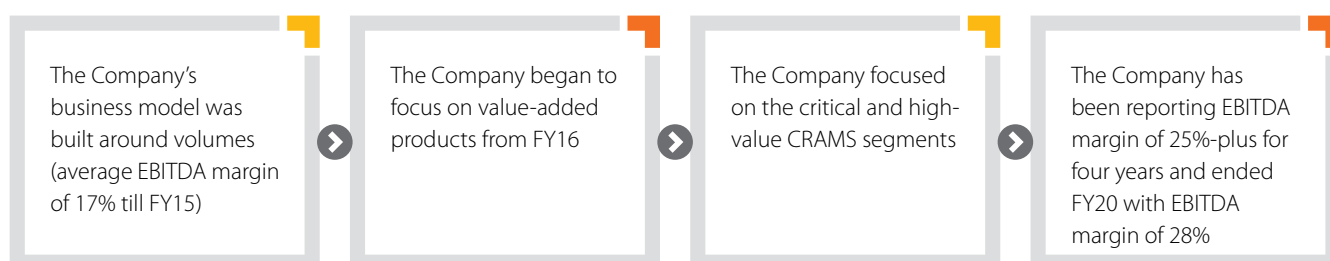 The Company's
business model was
built around volumes
(average EBITDA margin
of 17% till FY15)
The Company began to
focus on value-added
products from FY16
The Company focused
on the critical and high-
value CRAMS segments
The Company has
been reporting EBITDA
margin of 25%-plus for
four years and ended
FY20 with EBITDA
margin of 28%